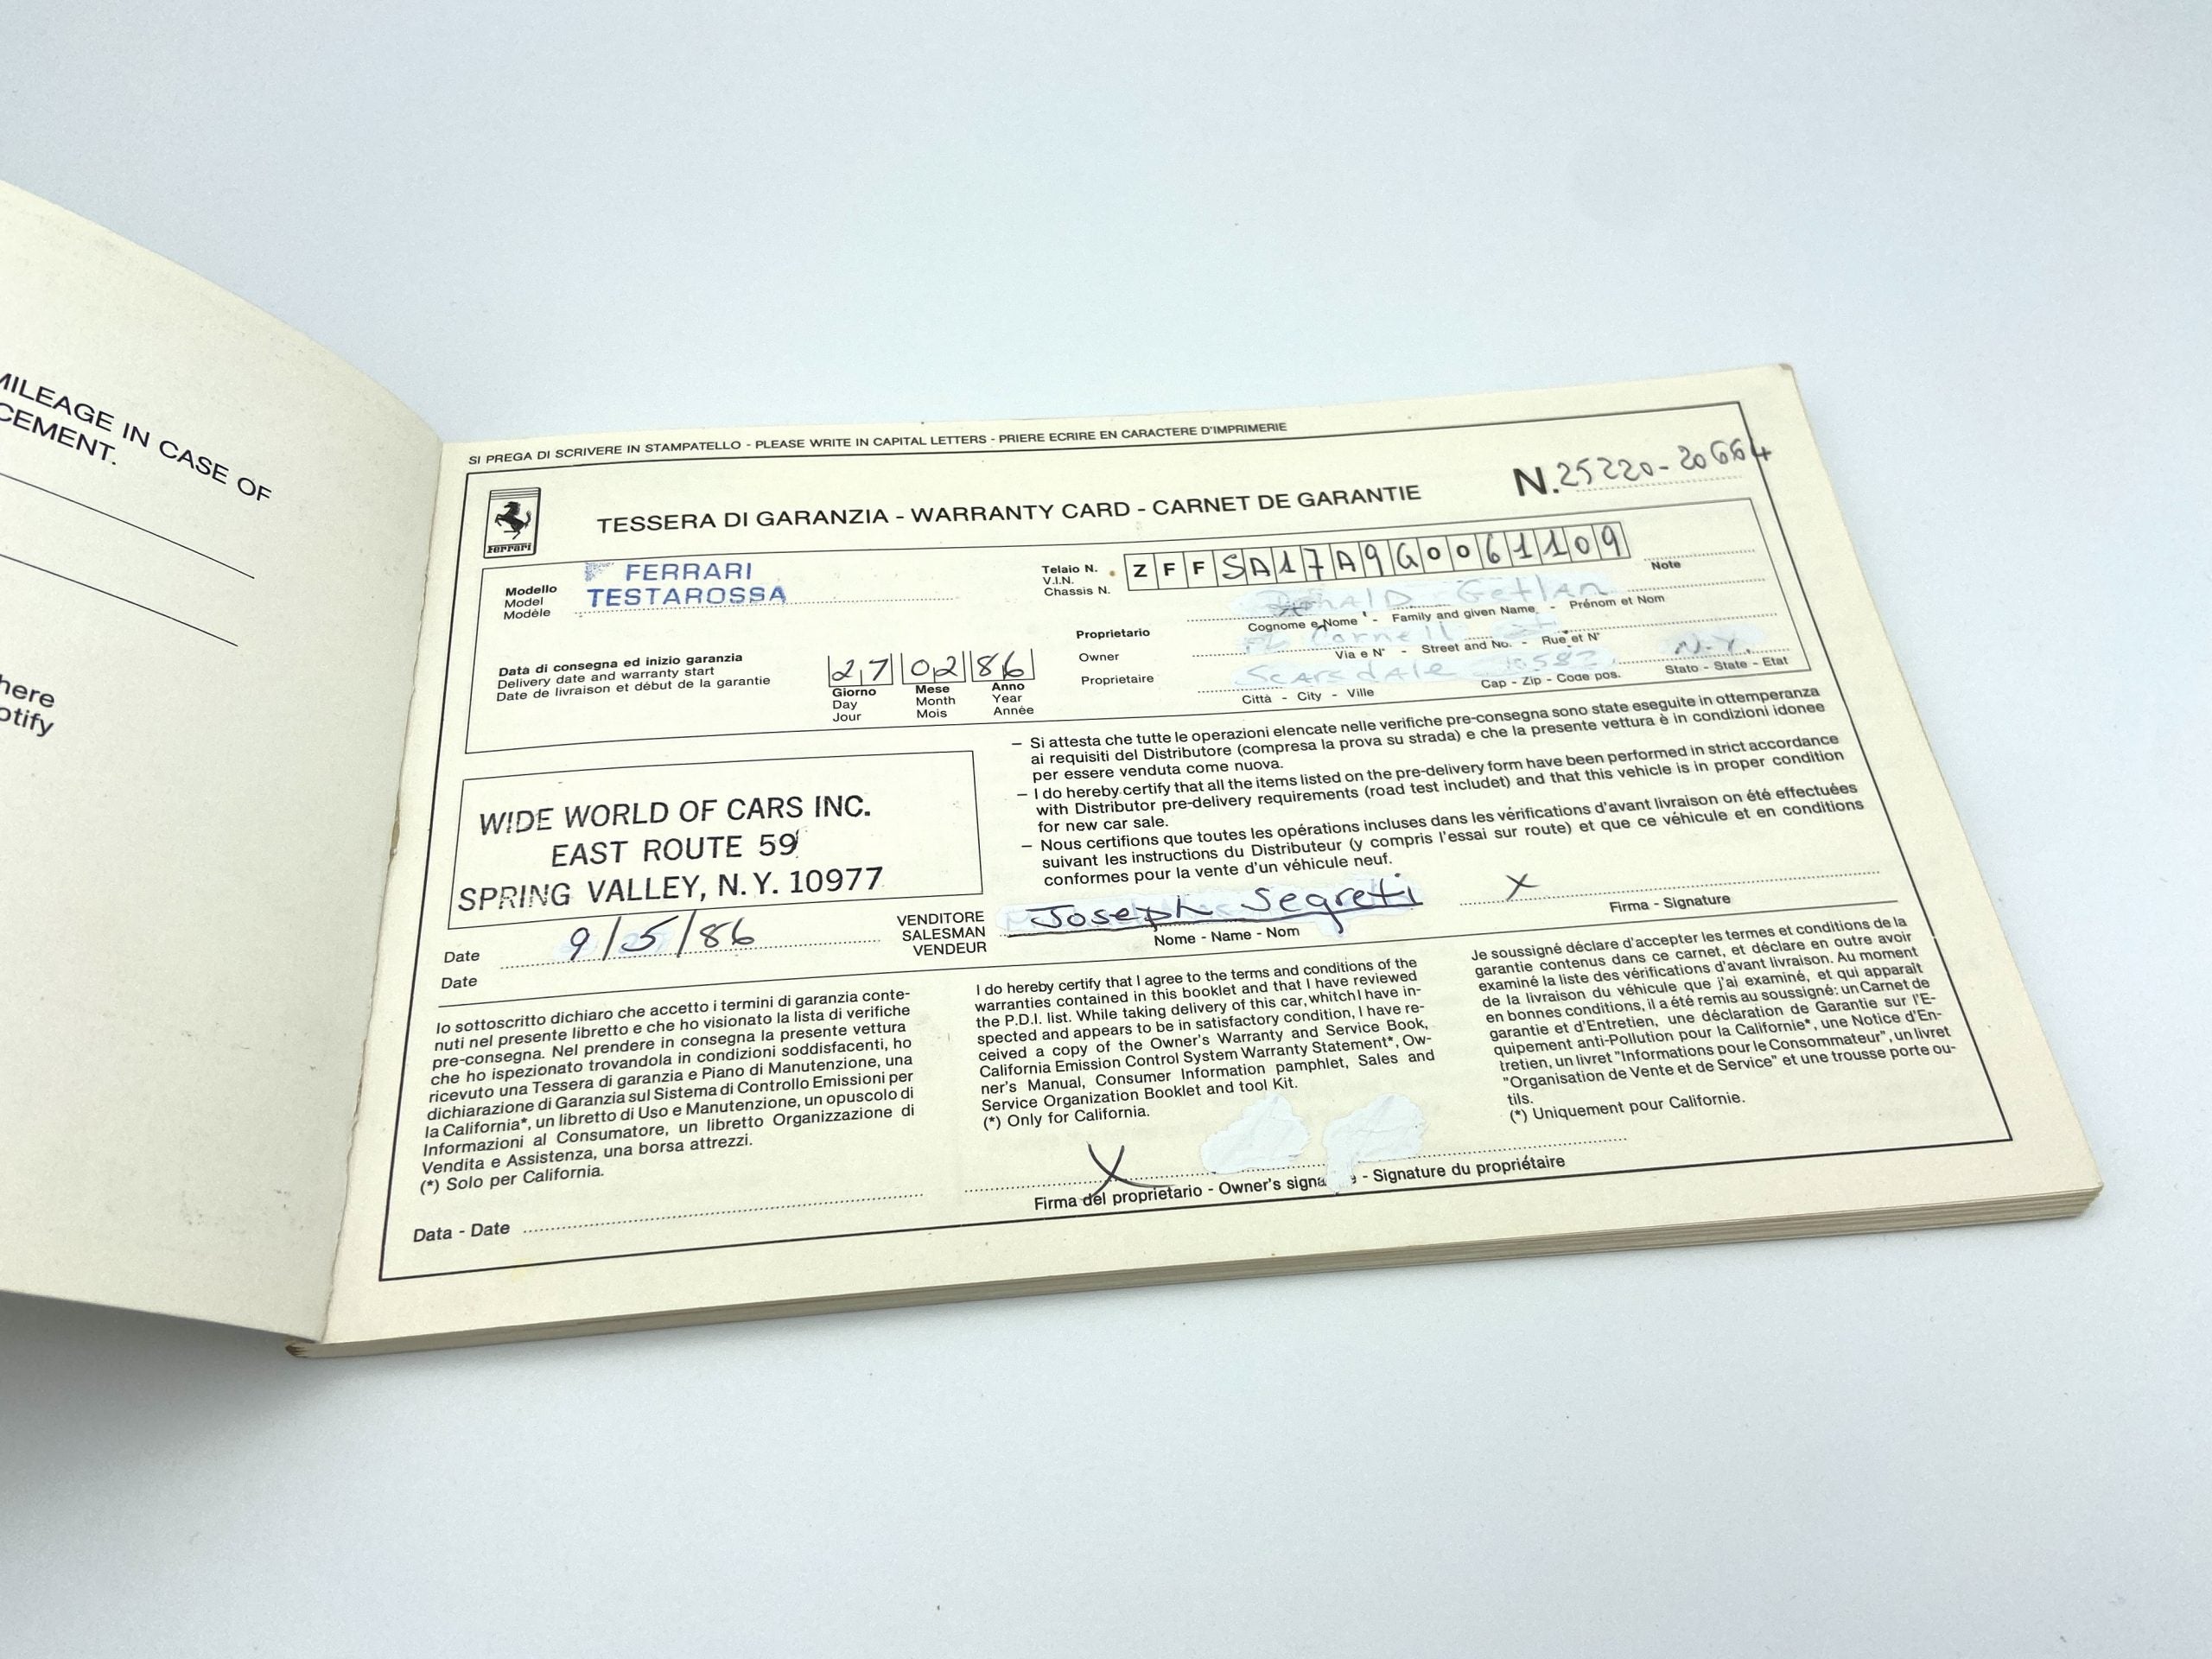 MILEAGE IN CASE OF
CEMENT.
here
otify
SI PREGA DI SCRIVERE IN STAMPATELLO - PLEASE WRITE IN CAPITAL LETTERS - PRIERE ECRIRE EN CARACTERE D'IMPRIMERIE
Ferrari
TESSERA DI GARANZIA - WARRANTY CARD - CARNET DE GARANTIE
N. 25220-20664
Modello
Model
Modèle
FERRARI
TESTAROSSA
Telaio N.
V.I.N.
Chassis N.
ZFFSA17A9G0061109
Note
Data di consegna ed inizio garanzia
Delivery date and warranty start
Date de livraison et début de la garantie
27 02 86
Giorno Mese Anno
Day Month Year
Jour Mois Année
Proprietario
Owner
Proprietaire
Getlan
Cognome e Nome - Family and given Name - Prénom et Nom
Cornell
Via e N° - Street and No. - Rue et N°
Scarsdale N.Y.
Città - City - Ville Cap - Zip - Code pos. Stato - State - Etat
WIDE WORLD OF CARS INC.
EAST ROUTE 59
SPRING VALLEY, N.Y. 10977
– Si attesta che tutte le operazioni elencate nelle verifiche pre-consegna sono state eseguite in ottemperanza
ai requisiti del Distributore (compresa la prova su strada) e che la presente vettura è in condizioni idonee
per essere venduta come nuova.
– I do hereby certify that all the items listed on the pre-delivery form have been performed in strict accordance
with Distributor pre-delivery requirements (road test includet) and that this vehicle is in proper condition
for new car sale.
– Nous certifions que toutes les opérations incluses dans les vérifications d'avant livraison on été effectuées
suivant les instructions du Distributeur (y compris l'essai sur route) et que ce véhicule et en conditions
conformes pour la vente d'un véhicule neuf.
Date
Date
9/5/86
VENDITORE
SALESMAN
VENDEUR
Joseph Segreti
Nome - Name - Nom
X
Firma - Signature
Io sottoscritto dichiaro che accetto i termini di garanzia conte-
nuti nel presente libretto e che ho visionato la lista di verifiche
pre-consegna. Nel prendere in consegna la presente vettura
che ho ispezionato trovandola in condizioni soddisfacenti, ho
ricevuto una Tessera di garanzia e Piano di Manutenzione, una
dichiarazione di Garanzia sul Sistema di Controllo Emissioni per
la California*, un libretto di Uso e Manutenzione, un opuscolo di
Informazioni al Consumatore, un libretto Organizzazione di
Vendita e Assistenza, una borsa attrezzi.
(*) Solo per California.
Data - Date
I do hereby certify that I agree to the terms and conditions of the
warranties contained in this booklet and that I have reviewed
the P.D.I. list. While taking delivery of this car, whitch I have in-
spected and appears to be in satisfactory condition, I have re-
ceived a copy of the Owner's Warranty and Service Book,
California Emission Control System Warranty Statement*, Ow-
ner's Manual, Consumer Information pamphlet, Sales and
Service Organization Booklet and tool Kit.
(*) Only for California.
X
Firma del proprietario - Owner's signa e - Signature du propriétaire
Je soussigné déclare d'accepter les termes et conditions de la
garantie contenus dans ce carnet, et déclare en outre avoir
examiné la liste des vérifications d'avant livraison. Au moment
de la livraison du véhicule que j'ai examiné, et qui apparaît
en bonnes conditions, il a été remis au soussigné: un Carnet de
garantie et d'Entretien, une déclaration de Garantie sur l'E-
quipement anti-Pollution pour la Californie*, une Notice d'En-
tretien, un livret "Informations pour le Consommateur", un livret
"Organisation de Vente et de Service" et une trousse porte ou-
tils.
(*) Uniquement pour Californie.